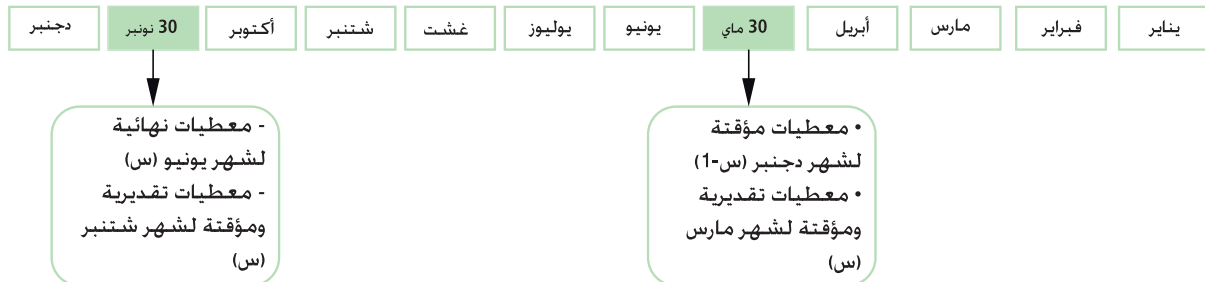 يناير
فبراير
مارس
أبريل
30 ماي
يونيو
يوليوز
غشت
شتنبر
أكتوبر
30 نونبر
دجنبر
• معطيات مؤقتة
لشهر دجنبر (س-1)
• معطيات تقديرية
ومؤقتة لشهر مارس
(س)
- معطيات نهائية
لشهر يونيو (س)
- معطيات تقديرية
ومؤقتة لشهر شتنبر
(س)